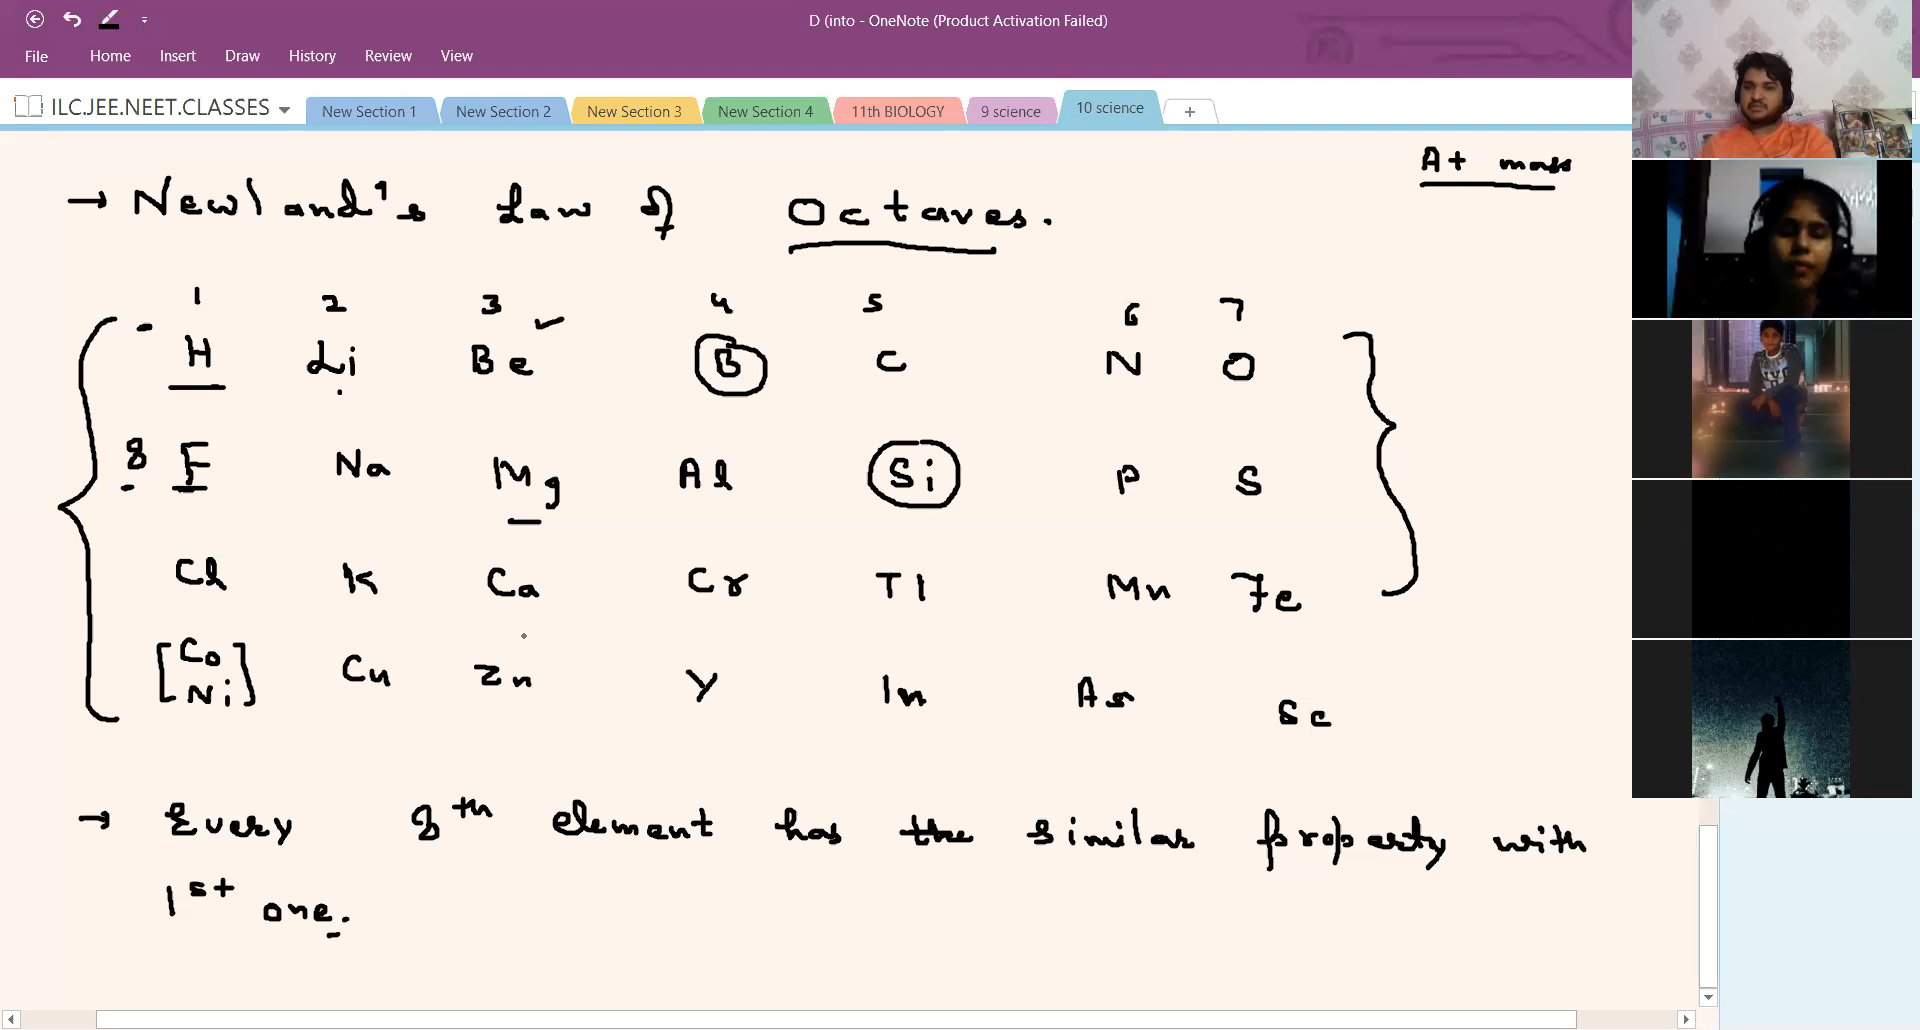 D (into - OneNote (Product Activation Failed)
File Home Insert Draw History Review View
ILC.JEE.NEET.CLASSES New Section 1 New Section 2 New Section 3 New Section 4 11th BIOLOGY 9 science 10 science +
At mass
→ Newland's Law of Octaves.
1 2 3 4 5 6 7
H Li Be B C N O
8 F Na Mg Al Si P S
Cl K Ca Cr Tl Mn Fe
Co
Ni Cu Zn Y In As Se
→ Every 8th element has the similar property with
1st one.